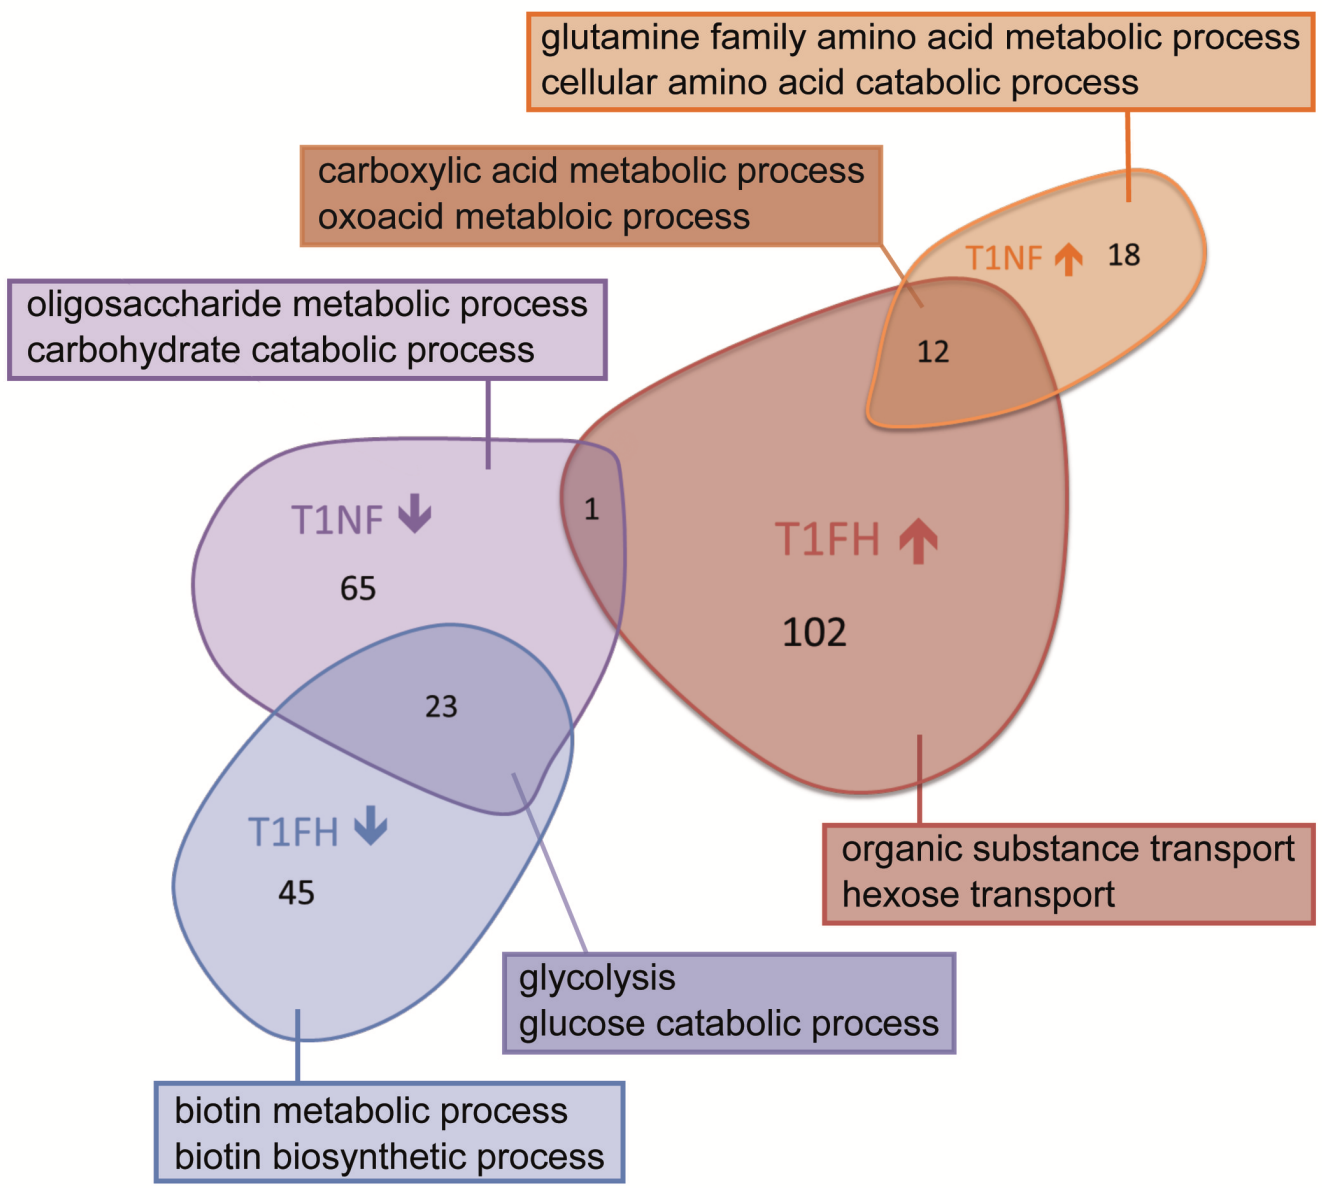 glutamine family amino acid metabolic process
cellular amino acid catabolic process
carboxylic acid metabolic process
oxoacid metabloic process
T1NF ↑ 18
oligosaccharide metabolic process
carbohydrate catabolic process
12
T1NF ↓
1
T1FH ↑
65
102
23
T1FH ↓
45
organic substance transport
hexose transport
glycolysis
glucose catabolic process
biotin metabolic process
biotin biosynthetic process